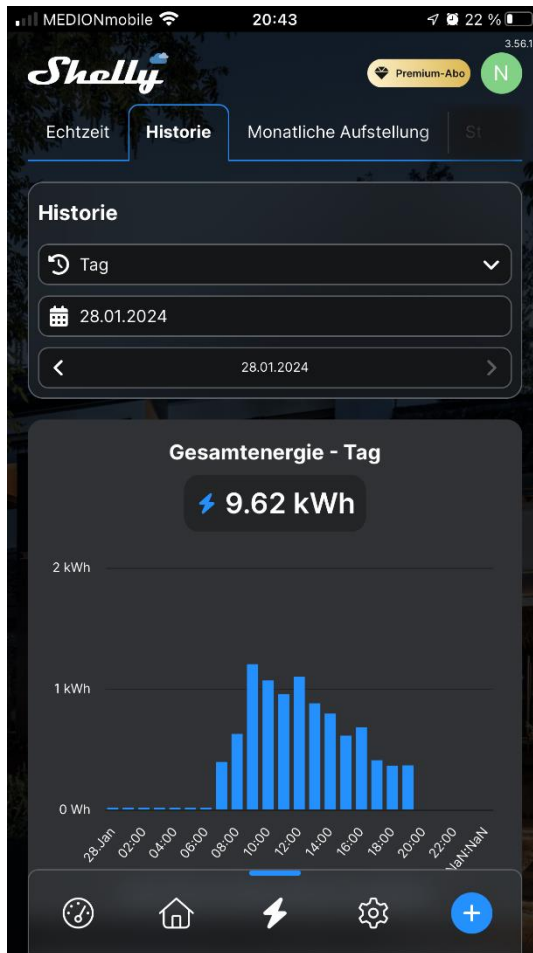 MEDIONmobile 20:43 22 %
3.56.1
Shelly Premium-Abo N
Echtzeit Historie Monatliche Aufstellung St
Historie
Tag
28.01.2024
28.01.2024
Gesamtenergie - Tag
9.62 kWh
2 kWh
1 kWh
0 Wh
28.Jan 02:00 04:00 06:00 08:00 10:00 12:00 14:00 16:00 18:00 20:00 22:00 NaN:NaN